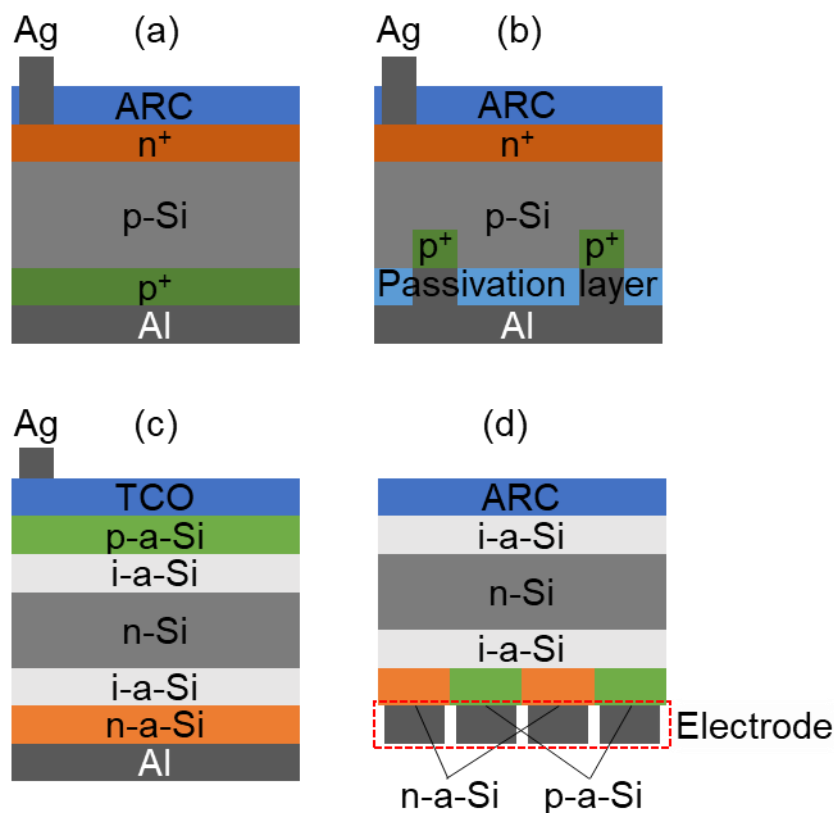 Ag (a)
ARC
n⁺
p-Si
p⁺
Al
Ag (b)
ARC
n⁺
p-Si
p⁺ p⁺
Passivation layer
Al
Ag (c)
TCO
p-a-Si
i-a-Si
n-Si
i-a-Si
n-a-Si
Al
(d)
ARC
i-a-Si
n-Si
i-a-Si
Electrode
n-a-Si p-a-Si